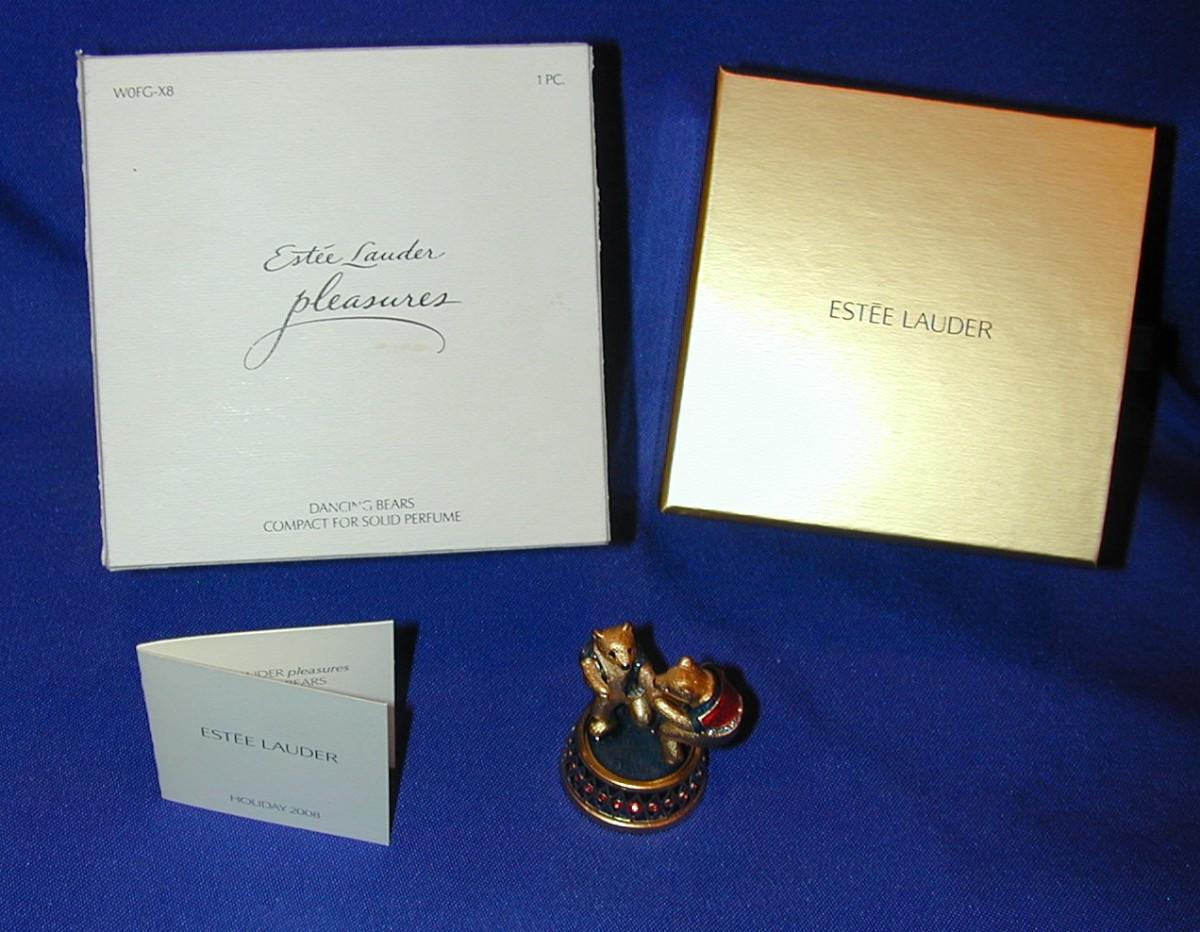 W0FG-X8
1 PC.
Estée Lauder
pleasures
DANCING BEARS
COMPACT FOR SOLID PERFUME
ESTĒE LAUDER
pleasures
ESTEE LAUDER
HOLIDAY 2008